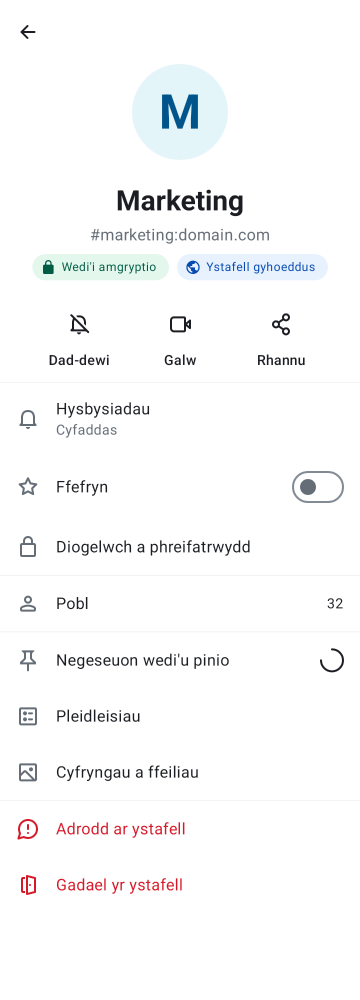 M
Marketing
#marketing:domain.com
Wedi'i amgryptio
Ystafell gyhoeddus
Dad-dewi
Galw
Rhannu
Hysbysiadau
Cyfaddas
Ffefryn
Diogelwch a phreifatrwydd
Pobl
32
Negeseuon wedi'u pinio
Pleidleisiau
Cyfryngau a ffeiliau
Adrodd ar ystafell
Gadael yr ystafell